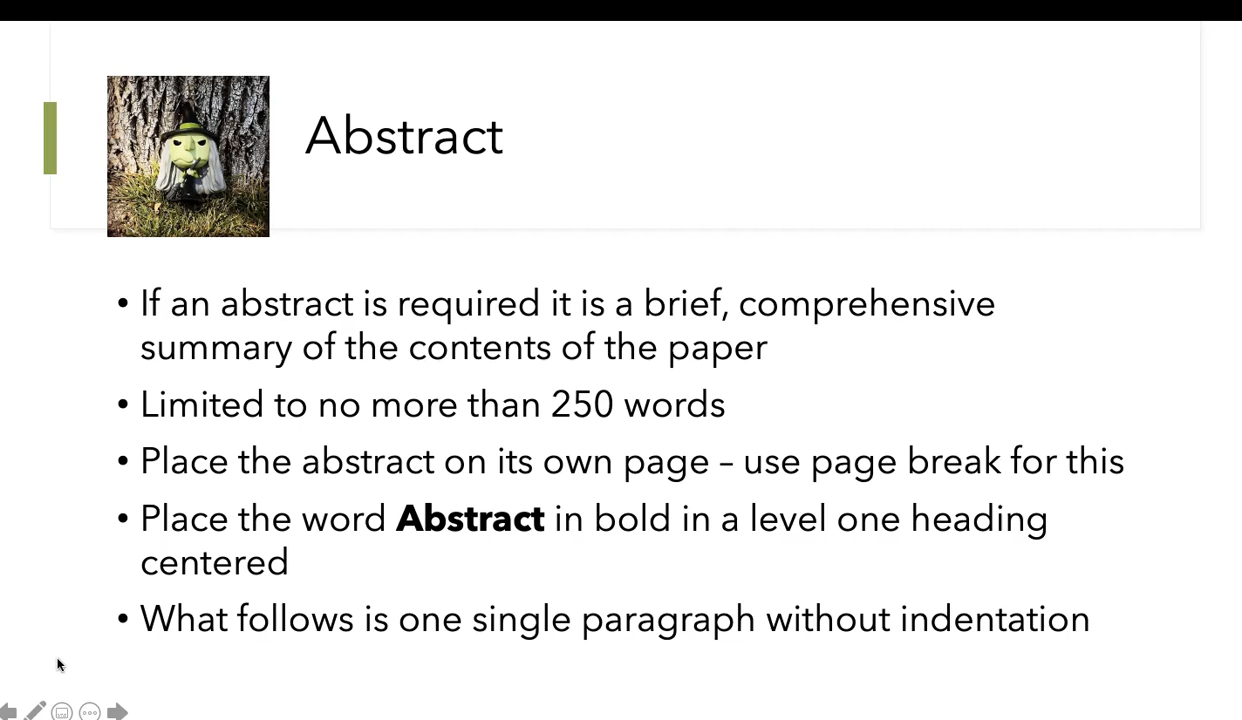 Abstract
• If an abstract is required it is a brief, comprehensive
summary of the contents of the paper
• Limited to no more than 250 words
• Place the abstract on its own page – use page break for this
• Place the word Abstract in bold in a level one heading
centered
• What follows is one single paragraph without indentation